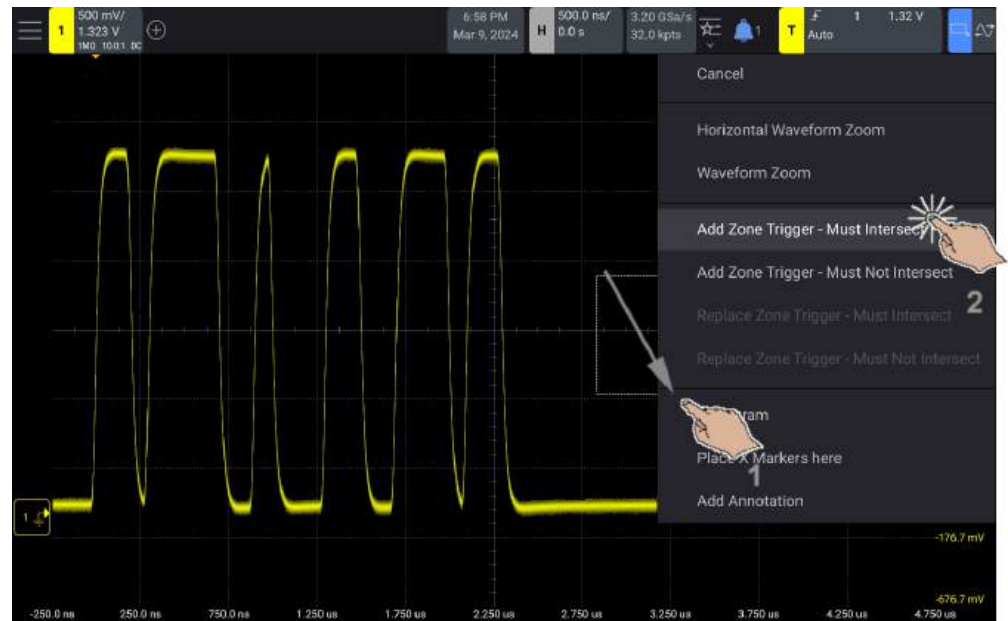 1
500 mV/
1.323 V
1MΩ 10.0:1 DC
6:58 PM
Mar 9, 2024
H
500.0 ns/
0.0 s
3.20 GSa/s
32.0 kpts
1
T
Auto
1
1.32 V
Cancel
Horizontal Waveform Zoom
Waveform Zoom
Add Zone Trigger - Must Intersect
Add Zone Trigger - Must Not Intersect
2
Replace Zone Trigger - Must Intersect
Replace Zone Trigger - Must Not Intersect
ram
Place X Markers here
1
Add Annotation
1
-176.7 mV
-676.7 mV
-250.0 ns 250.0 ns 750.0 ns 1.250 us 1.750 us 2.250 us 2.750 us 3.250 us 3.750 us 4.250 us 4.750 us